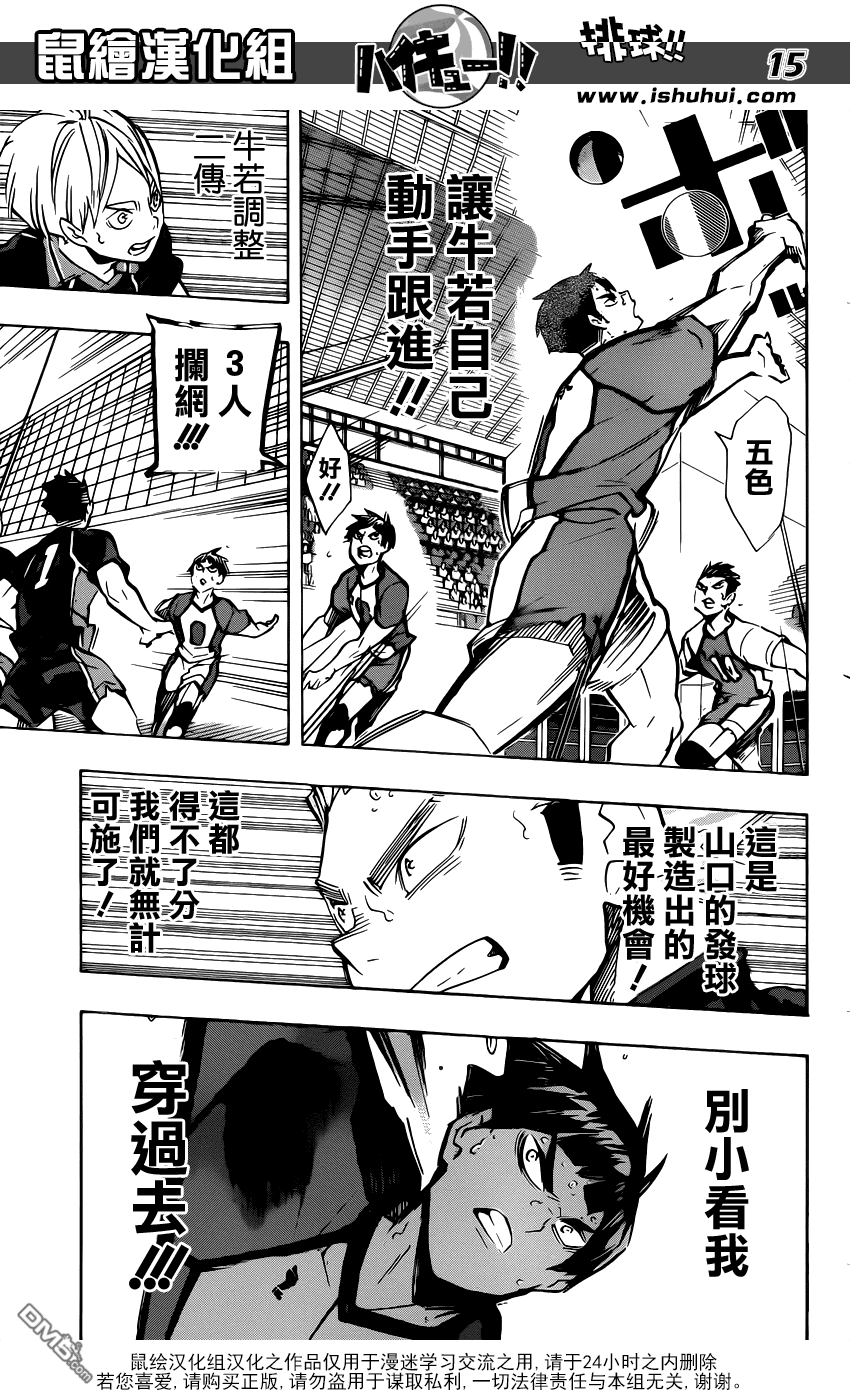 鼠繪漢化組
ハイキュー!!
排球!!
15
www.ishuhui.com
讓牛若自己
動手跟進!!
五色
好!!
10
牛若調整
二傳
3人
攔網!!!
1
這是
山口的發球
製造出的
最好機會!
這都
得不了分
我們就無計
可施了!
別小看我
穿過去!!!
鼠绘汉化组汉化之作品仅用于漫迷学习交流之用,请于24小时之内删除
若您喜爱,请购买正版,请勿盗用于谋取私利,一切法律责任与本组无关,谢谢。